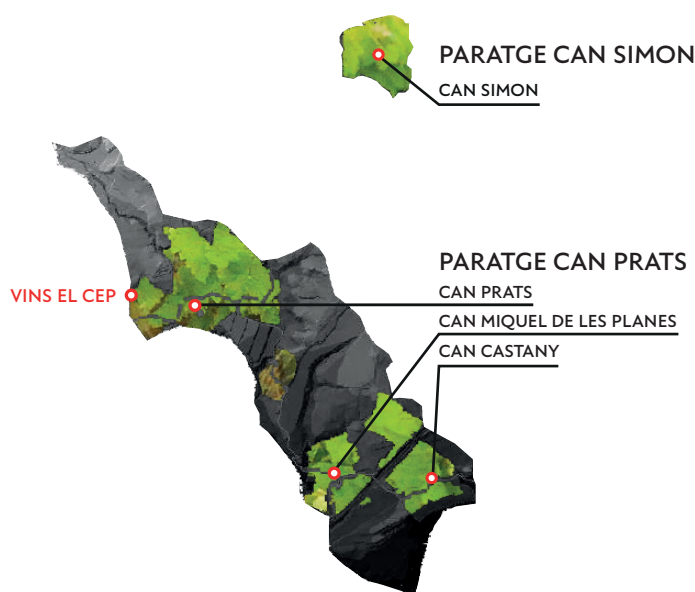 PARATGE CAN SIMON
CAN SIMON
PARATGE CAN PRATS
VINS EL CEP
CAN PRATS
CAN MIQUEL DE LES PLANES
CAN CASTANY